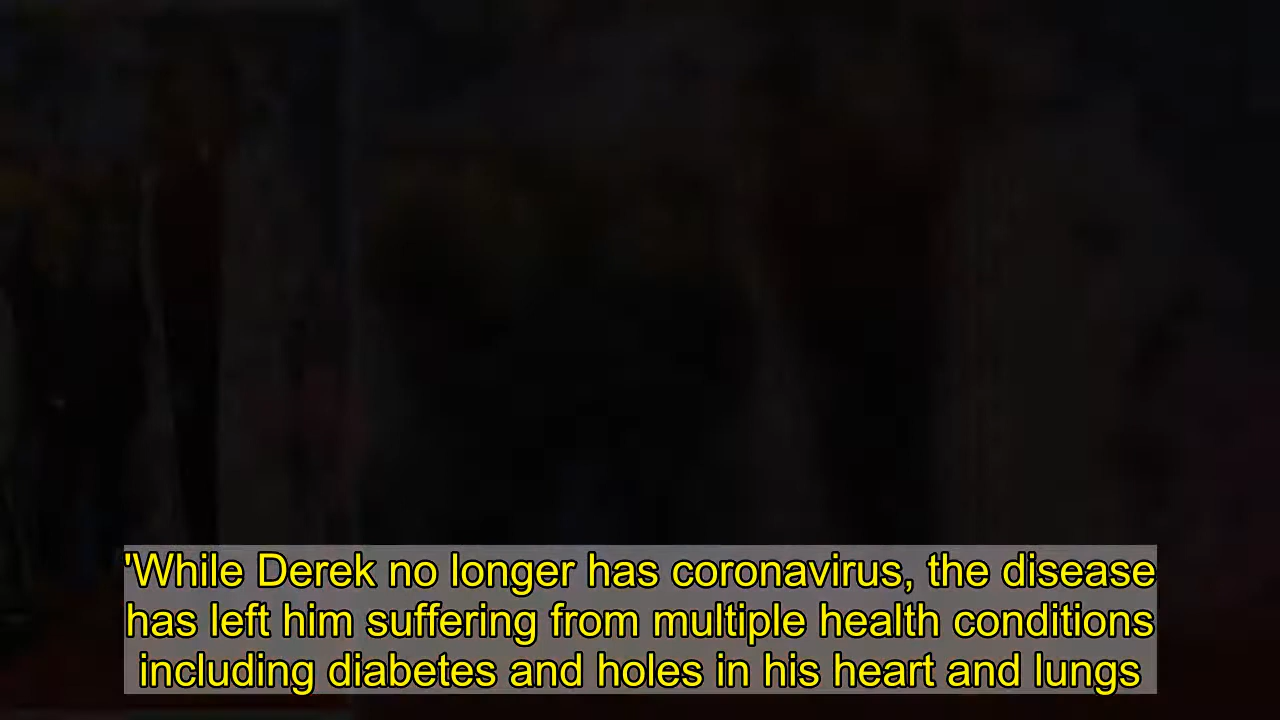 'While Derek no longer has coronavirus, the disease
has left him suffering from multiple health conditions
including diabetes and holes in his heart and lungs